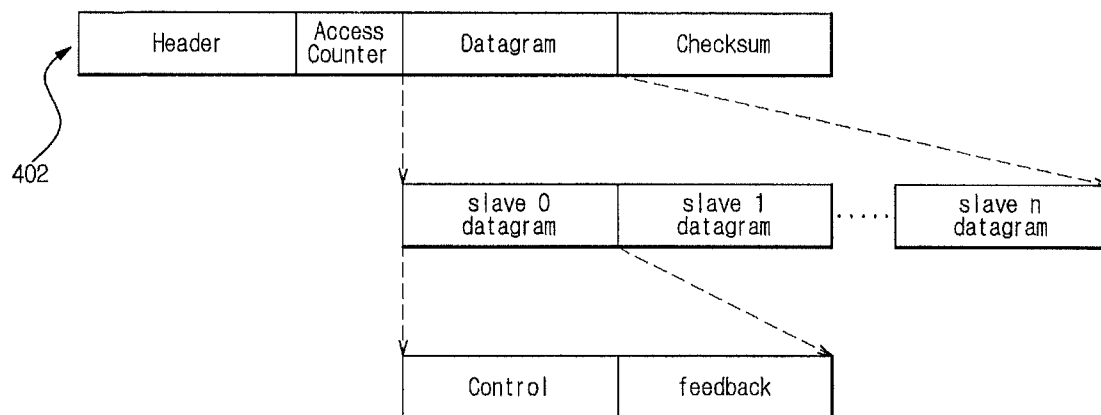 Header
Access
Counter
Datagram
Checksum
402
slave 0
datagram
slave 1
datagram
slave n
datagram
Control
feedback